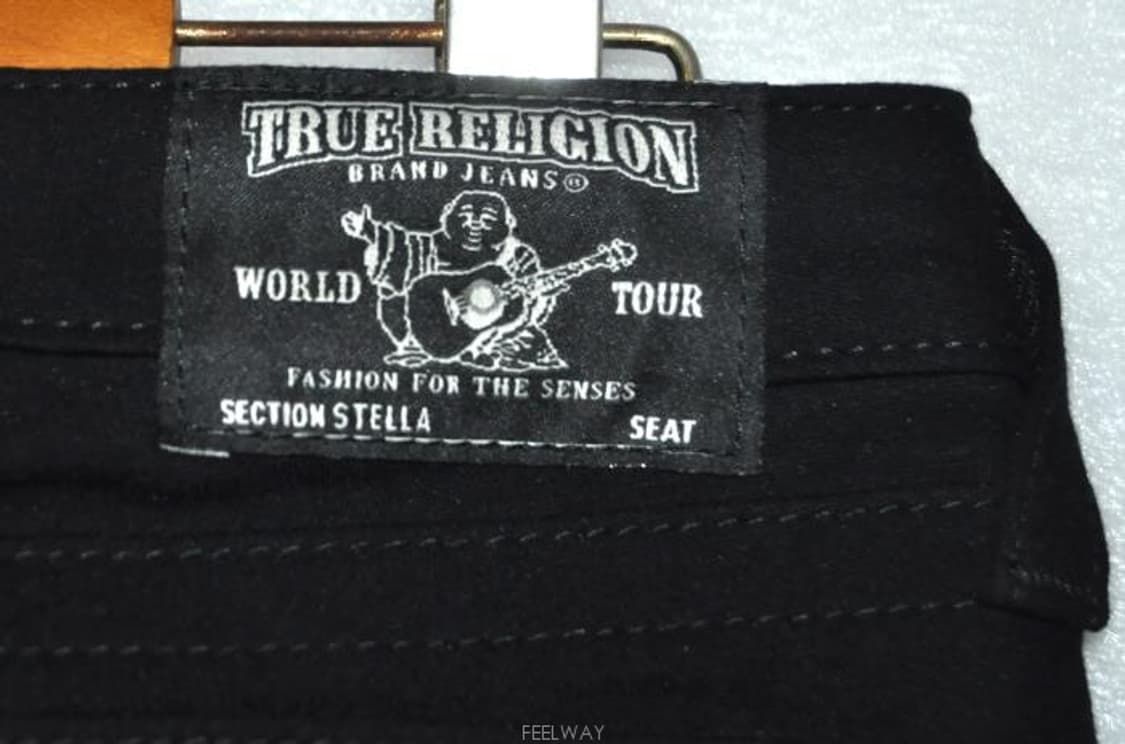 TRUE RELIGION
BRAND JEANS®
WORLD TOUR
FASHION FOR THE SENSES
SECTION STELLA SEAT
FEELWAY